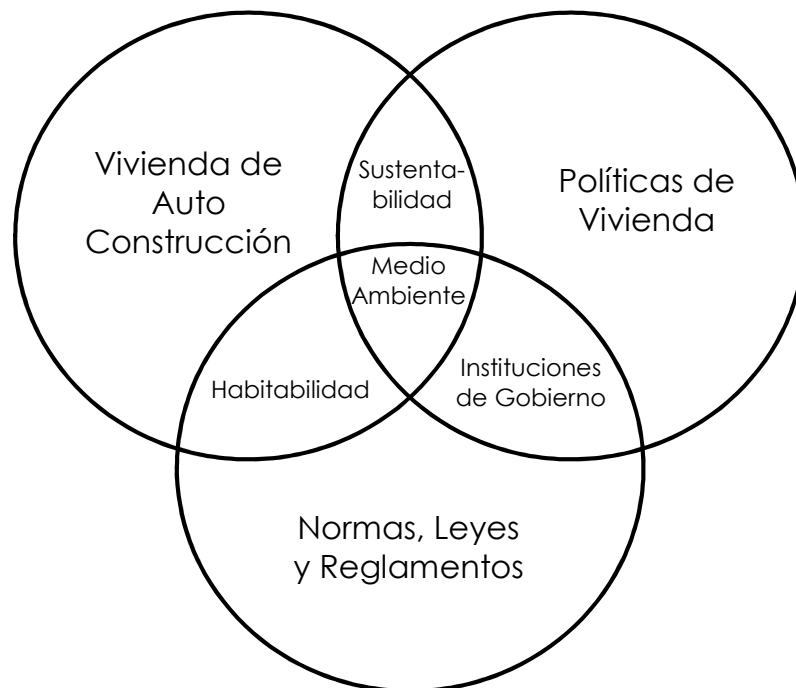 Vivienda de
Auto
Construcción
Sustenta-
bilidad
Políticas de
Vivienda
Medio
Ambiente
Habitabilidad
Instituciones
de Gobierno
Normas, Leyes
y Reglamentos